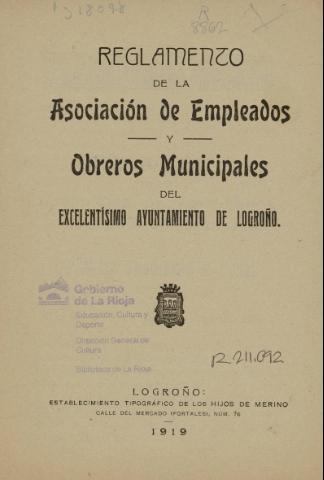 18098
R
8862
REGLAMENTO
DE LA
Asociación de Empleados
Y
Obreros Municipales
DEL
EXCELENTÍSIMO AYUNTAMIENTO DE LOGROÑO.
Gobierno
de La Rioja
Educación, Cultura y
Deporte
Dirección General de
Cultura
Biblioteca de La Rioja
R. 211.092
LOGROÑO:
ESTABLECIMIENTO TIPOGRÁFICO DE LOS HIJOS DE MERINO
CALLE DEL MERCADO (PORTALES), NÚM. 76
1919